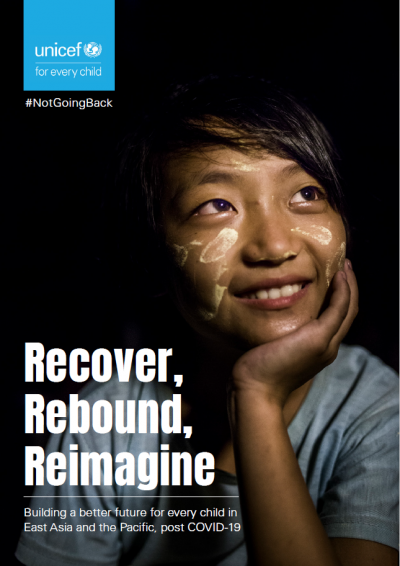 unicef
for every child
#NotGoingBack
Recover,
Rebound,
Reimagine
Building a better future for every child in
East Asia and the Pacific, post COVID-19